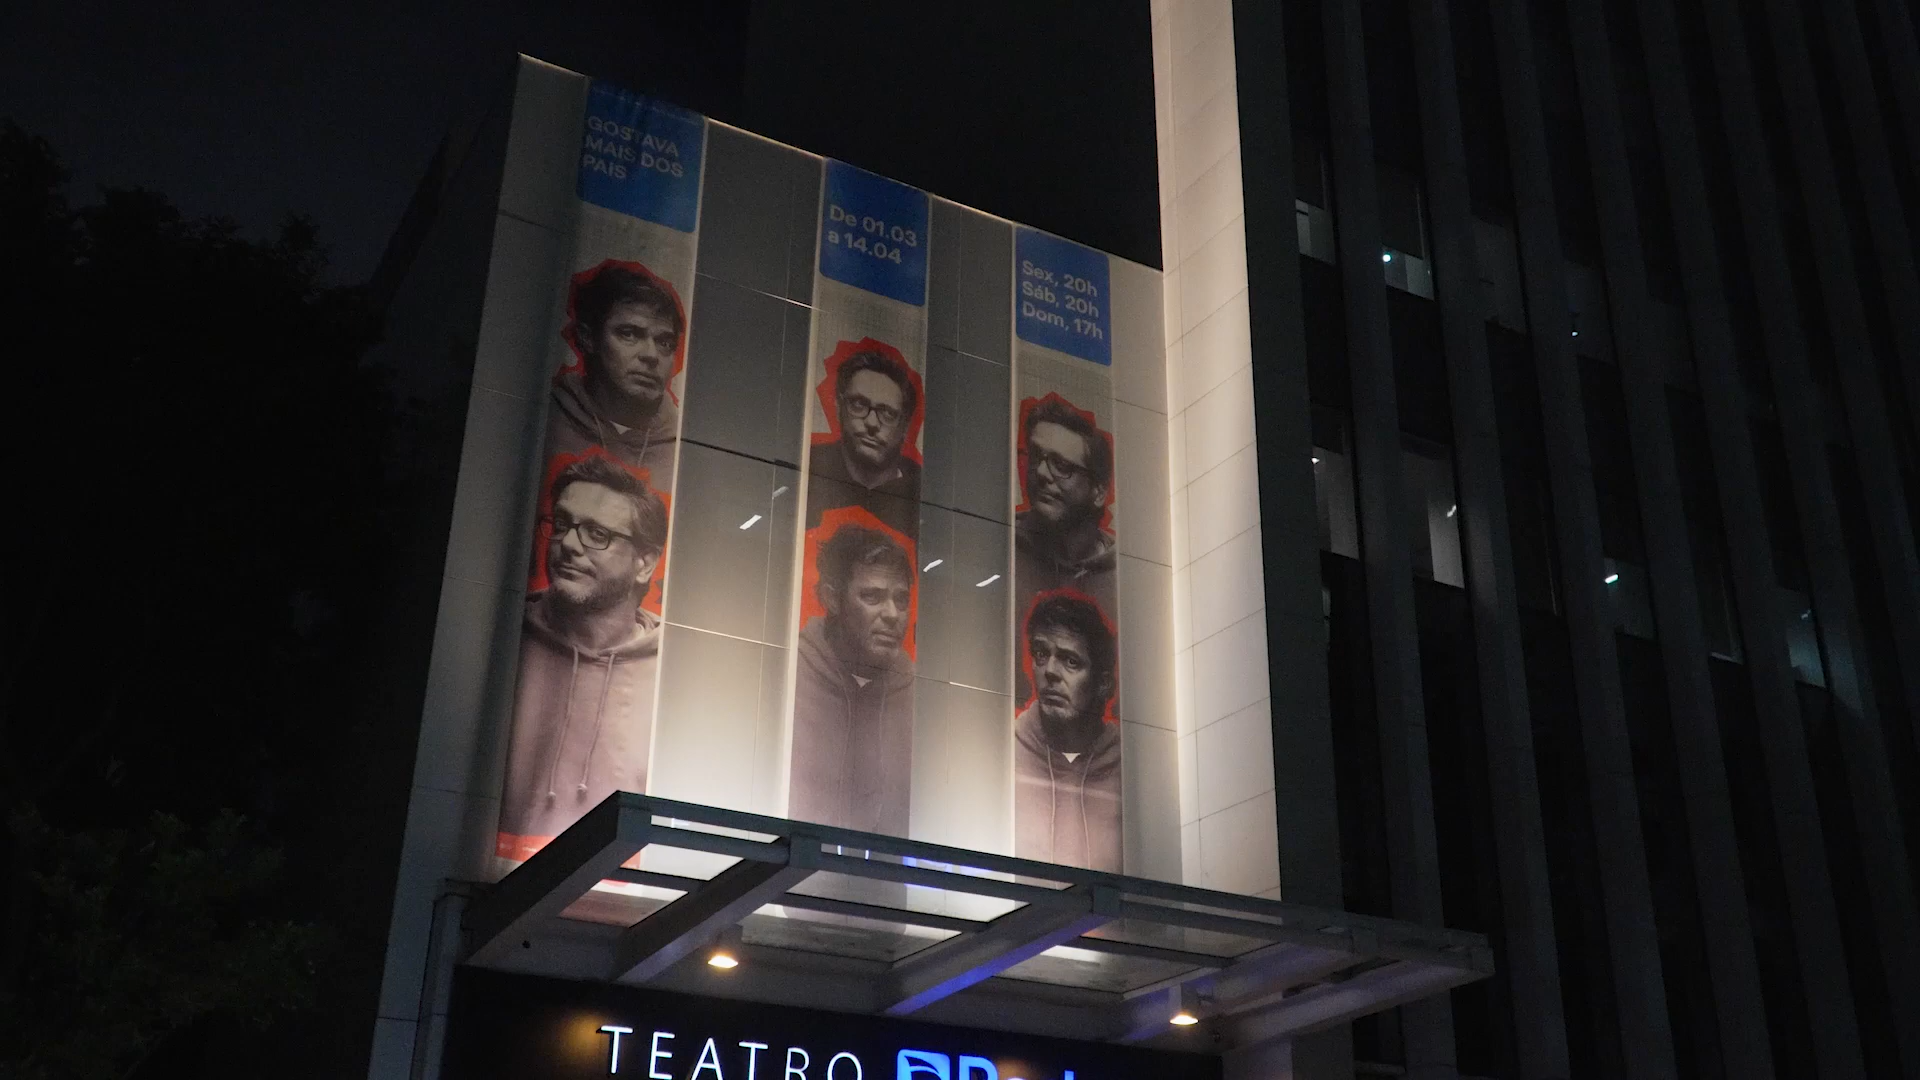 GOSTAVA
MAIS DOS
PAIS
De 01.03
a 14.04
Sex, 20h
Sáb, 20h
Dom, 17h
TEATRO